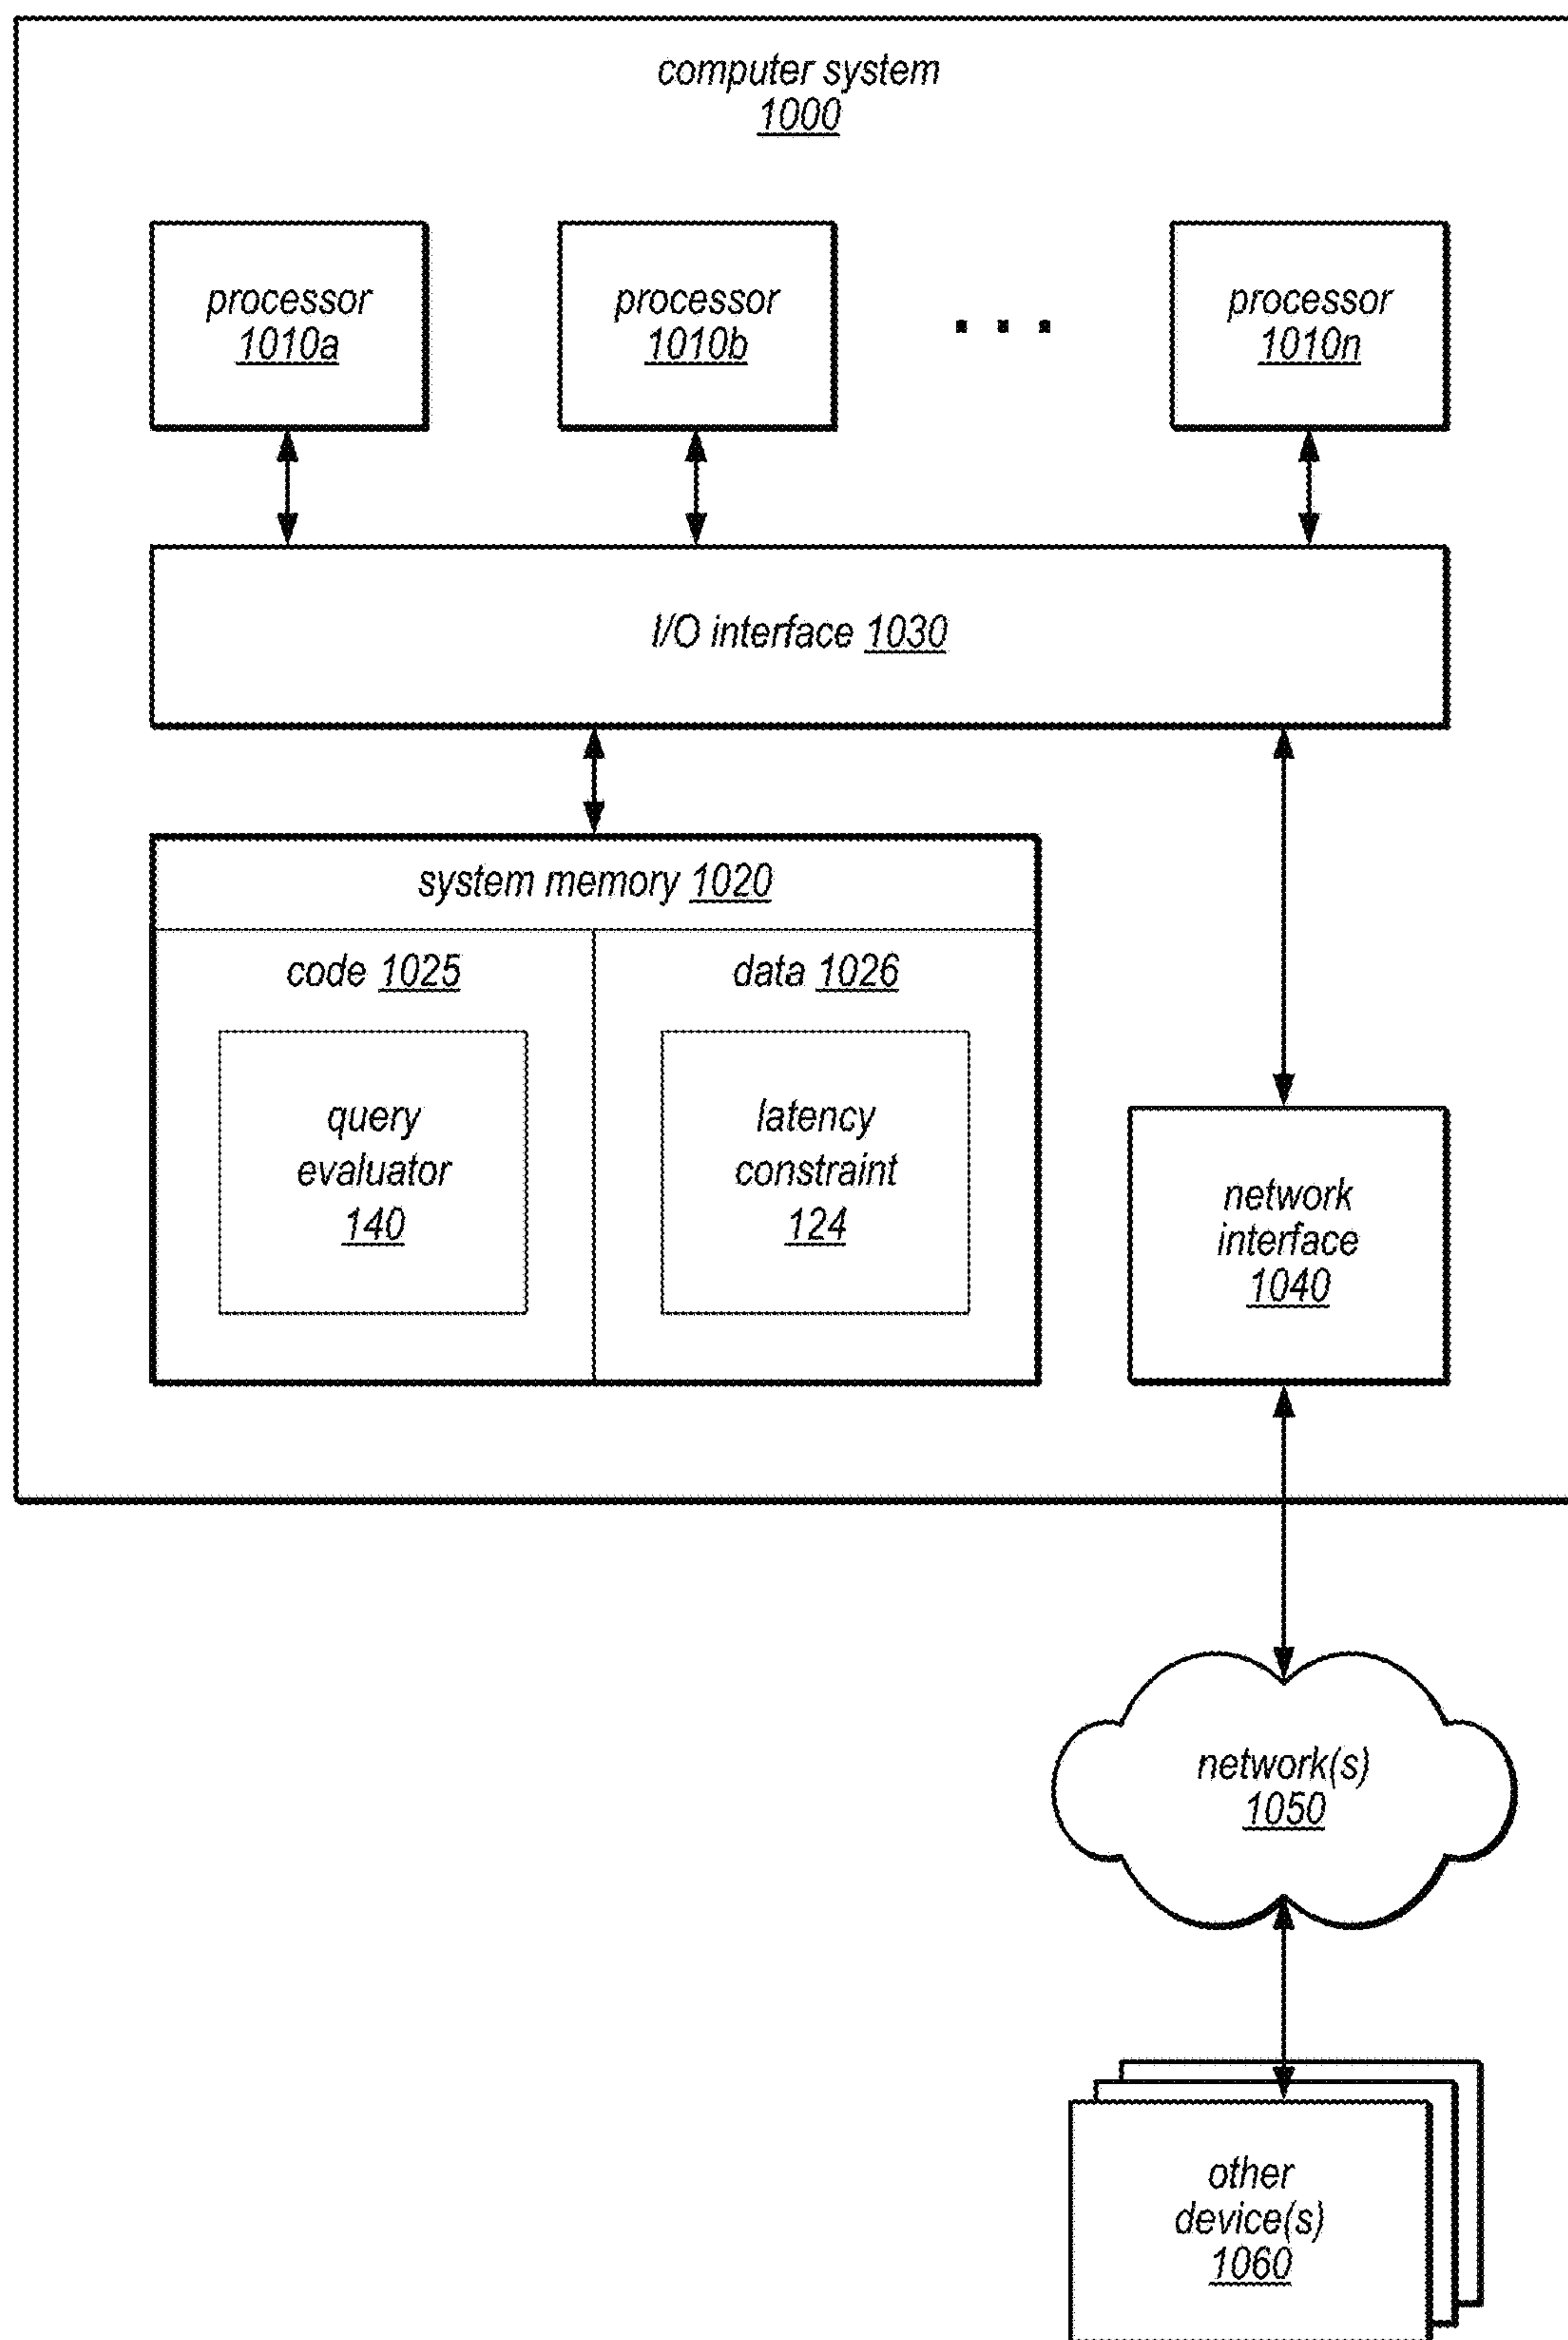 computer system
1000
processor
1010a
processor
1010b
. . .
processor
1010n
I/O interface 1030
system memory 1020
code 1025
data 1026
query
evaluator
140
latency
constraint
124
network
interface
1040
network(s)
1050
other
device(s)
1060